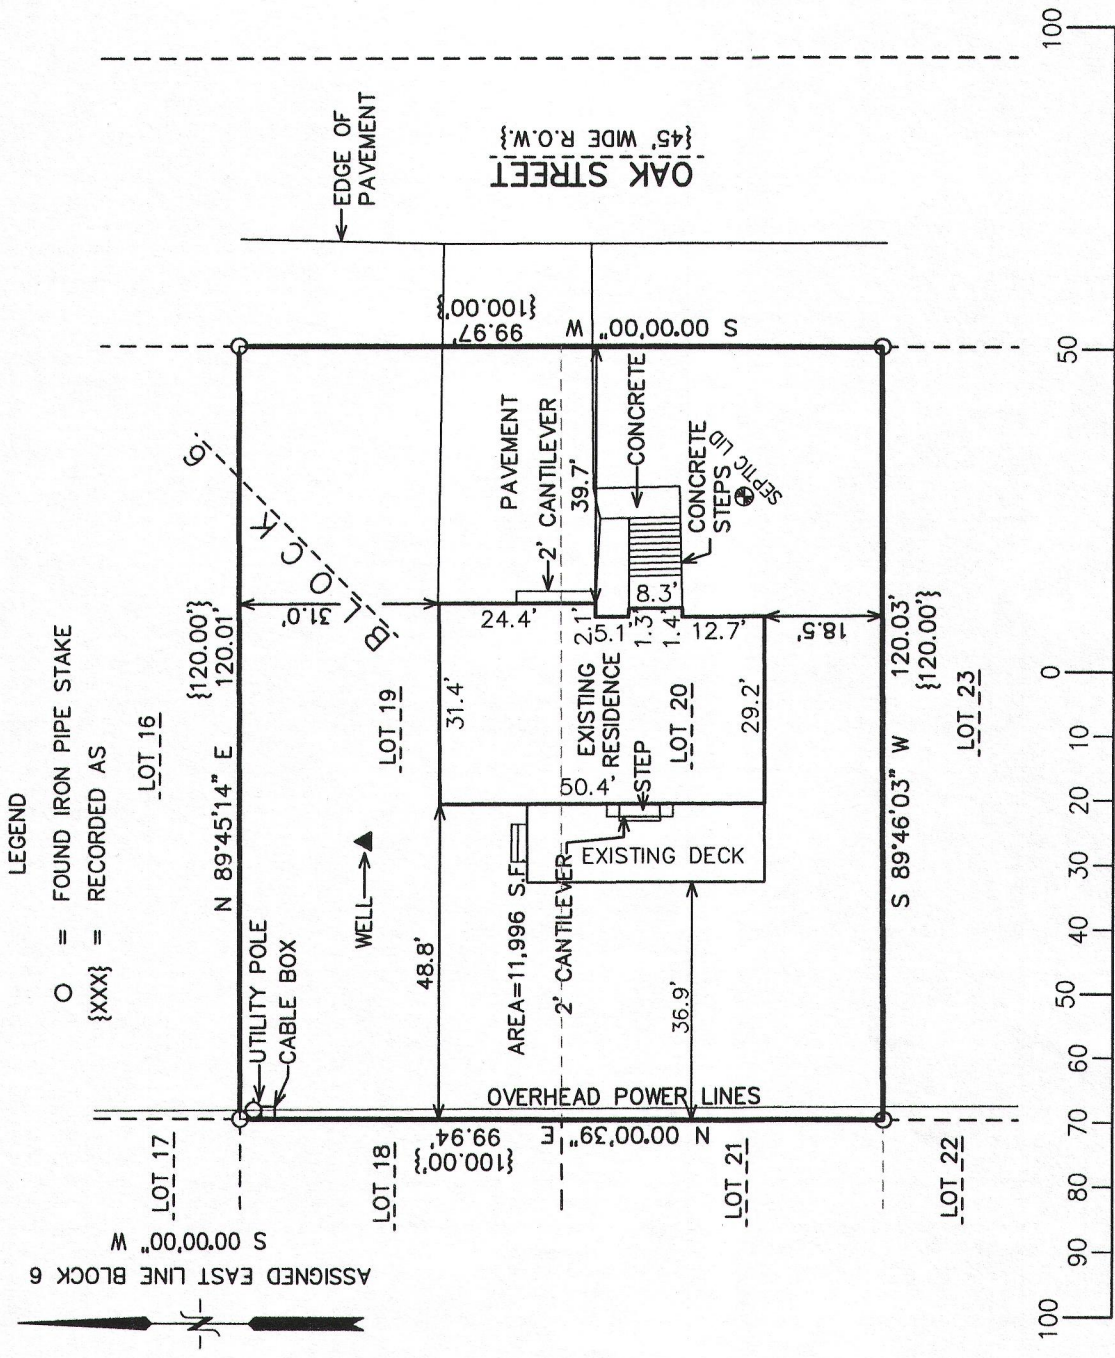 LEGEND
O = FOUND IRON PIPE STAKE
{XXX} = RECORDED AS
ASSIGNED EAST LINE BLOCK 6
S 00°00'00" W
LOT 17
LOT 16
N 89°45'14" E
{120.00'}
120.01'
UTILITY POLE
CABLE BOX
WELL
LOT 18
LOT 19
31.0'
BLOCK 6
EDGE OF
PAVEMENT
{100.00'}
99.94'
N 00°00'39" E
48.8'
31.4'
24.4'
PAVEMENT
2' CANTILEVER
99.97'
{100.00'}
S 00°00'00" W
OAK STREET
{45' WIDE R.O.W.}
AREA=11,996 S.F.
2' CANTILEVER
OVERHEAD POWER LINES
50.4'
EXISTING
RESIDENCE
STEP
EXISTING DECK
39.7'
2.1'
5.1'
1.3'
8.3'
1.4'
12.7'
CONCRETE
CONCRETE
STEPS
SEPTIC LID
36.9'
LOT 20
29.2'
18.5'
LOT 21
S 89°46'03" W
120.03'
{120.00'}
LOT 22
LOT 23
100 90 80 70 60 50 40 30 20 10 0 50 100